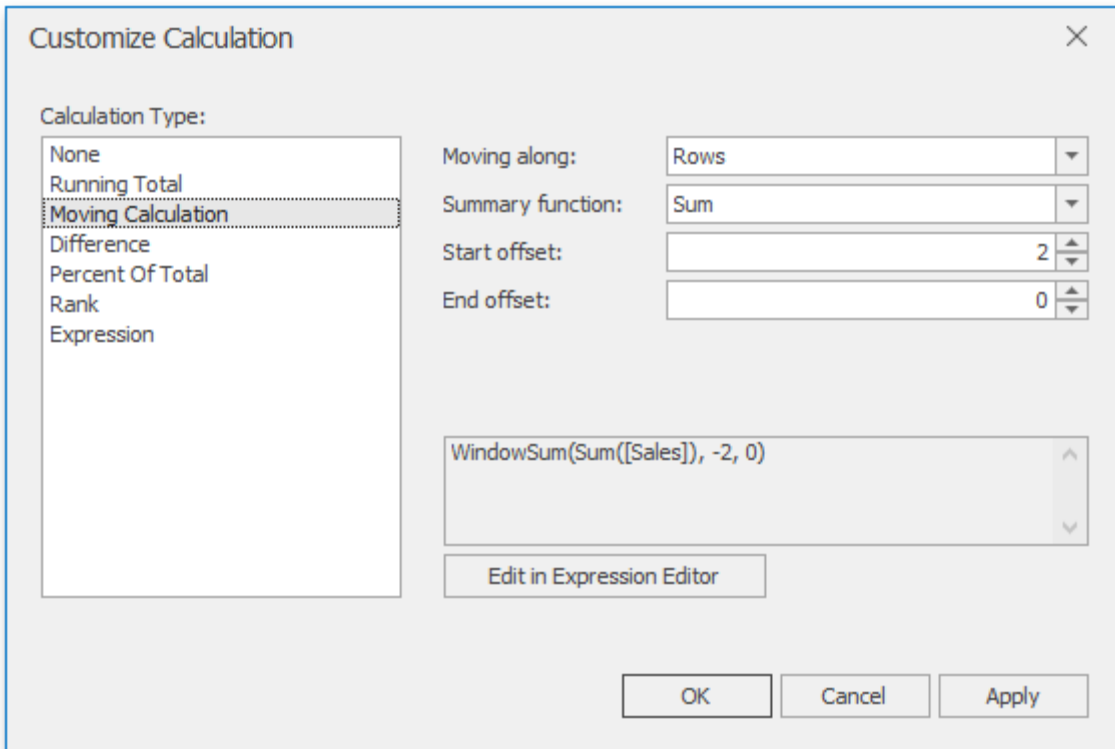 Customize Calculation
Calculation Type:
None
Running Total
Moving Calculation
Difference
Percent Of Total
Rank
Expression
Moving along: Rows
Summary function: Sum
Start offset: 2
End offset: 0
WindowSum(Sum([Sales]), -2, 0)
Edit in Expression Editor
OK Cancel Apply